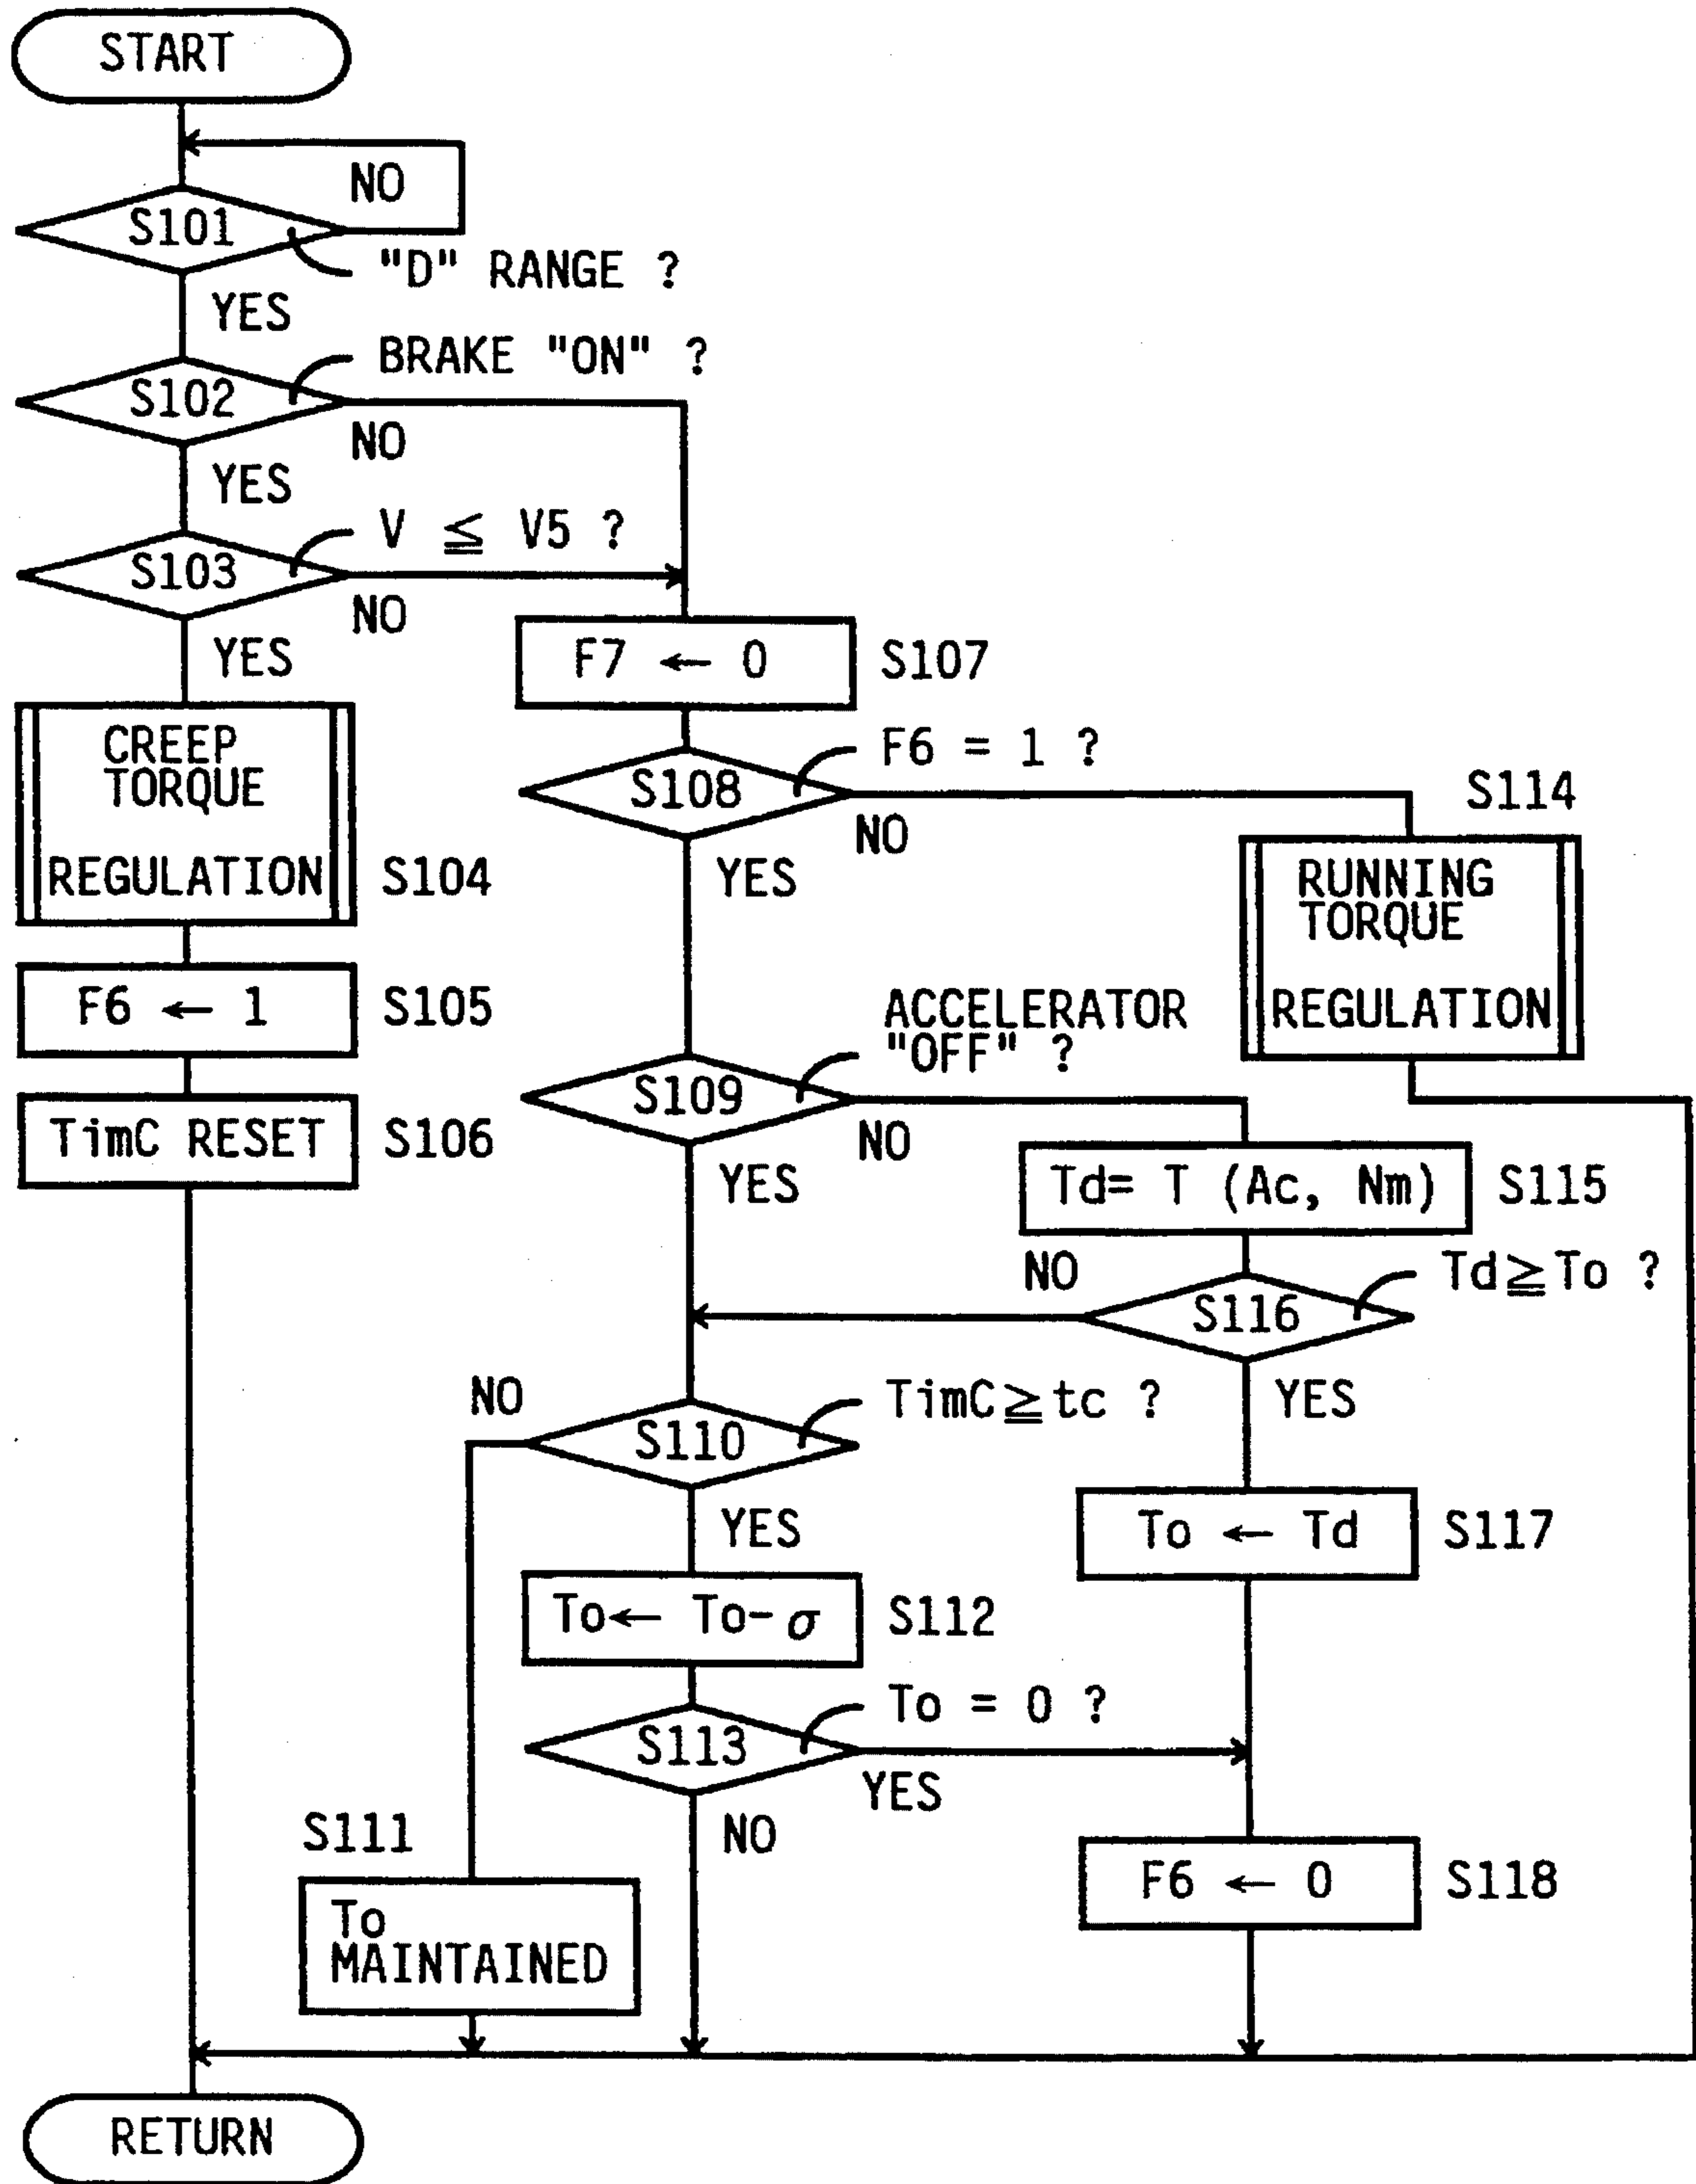 START
NO
S101
"D" RANGE ?
YES
BRAKE "ON" ?
S102
NO
YES
V ≦ V5 ?
S103
NO
YES
F7 ← 0
S107
CREEP
TORQUE
REGULATION
S104
F6 = 1 ?
S108
NO
YES
S114
RUNNING
TORQUE
REGULATION
F6 ← 1
S105
TimC RESET
S106
ACCELERATOR
"OFF" ?
S109
NO
YES
Td= T (Ac, Nm)
S115
NO
Td≧To ?
S116
YES
NO
TimC≧tc ?
S110
YES
To ← Td
S117
To← To-σ
S112
To = 0 ?
S113
YES
NO
S111
To
MAINTAINED
F6 ← 0
S118
RETURN